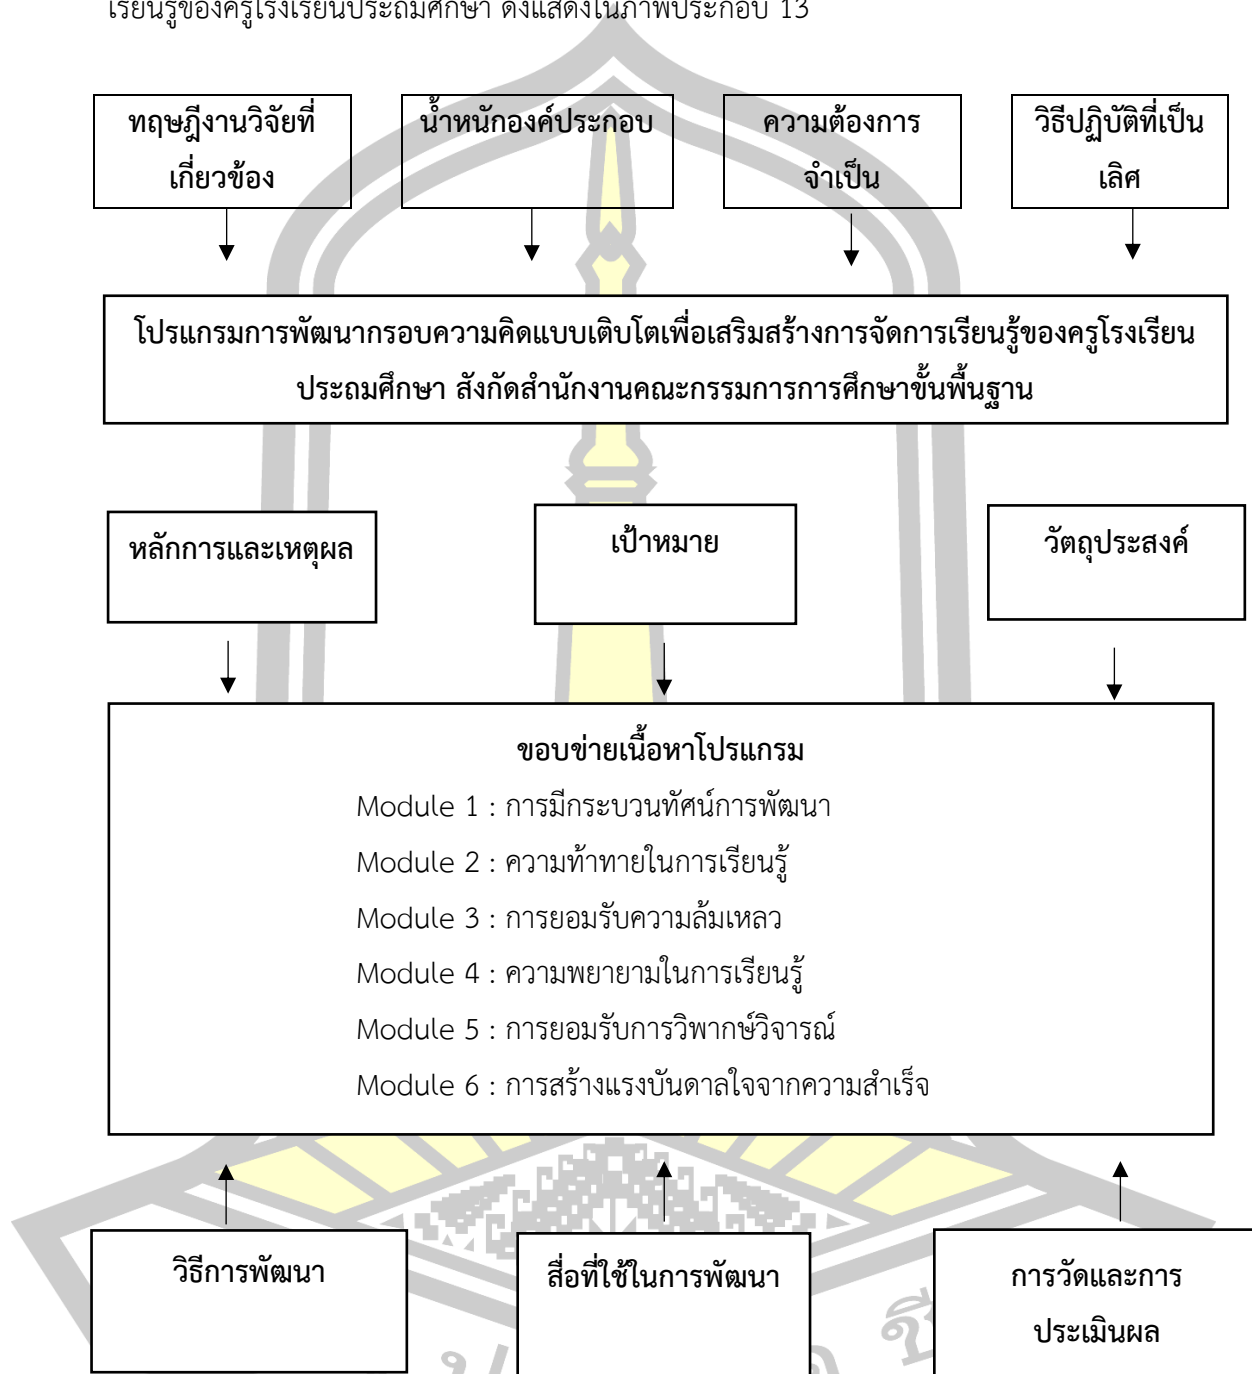 เรียนรู้ของครูโรงเรียนประถมศึกษา ดังแสดงในภาพประกอบ 13
ทฤษฎีงานวิจัยที่
เกี่ยวข้อง
น้ำหนักองค์ประกอบ
ความต้องการ
จำเป็น
วิธีปฏิบัติที่เป็น
เลิศ
โปรแกรมการพัฒนากรอบความคิดแบบเติบโตเพื่อเสริมสร้างการจัดการเรียนรู้ของครูโรงเรียน
ประถมศึกษา สังกัดสำนักงานคณะกรรมการการศึกษาขั้นพื้นฐาน
หลักการและเหตุผล
เป้าหมาย
วัตถุประสงค์
ขอบข่ายเนื้อหาโปรแกรม
Module 1 : การมีกระบวนทัศน์การพัฒนา
Module 2 : ความท้าทายในการเรียนรู้
Module 3 : การยอมรับความล้มเหลว
Module 4 : ความพยายามในการเรียนรู้
Module 5 : การยอมรับการวิพากษ์วิจารณ์
Module 6 : การสร้างแรงบันดาลใจจากความสำเร็จ
วิธีการพัฒนา
สื่อที่ใช้ในการพัฒนา
การวัดและการ
ประเมินผล